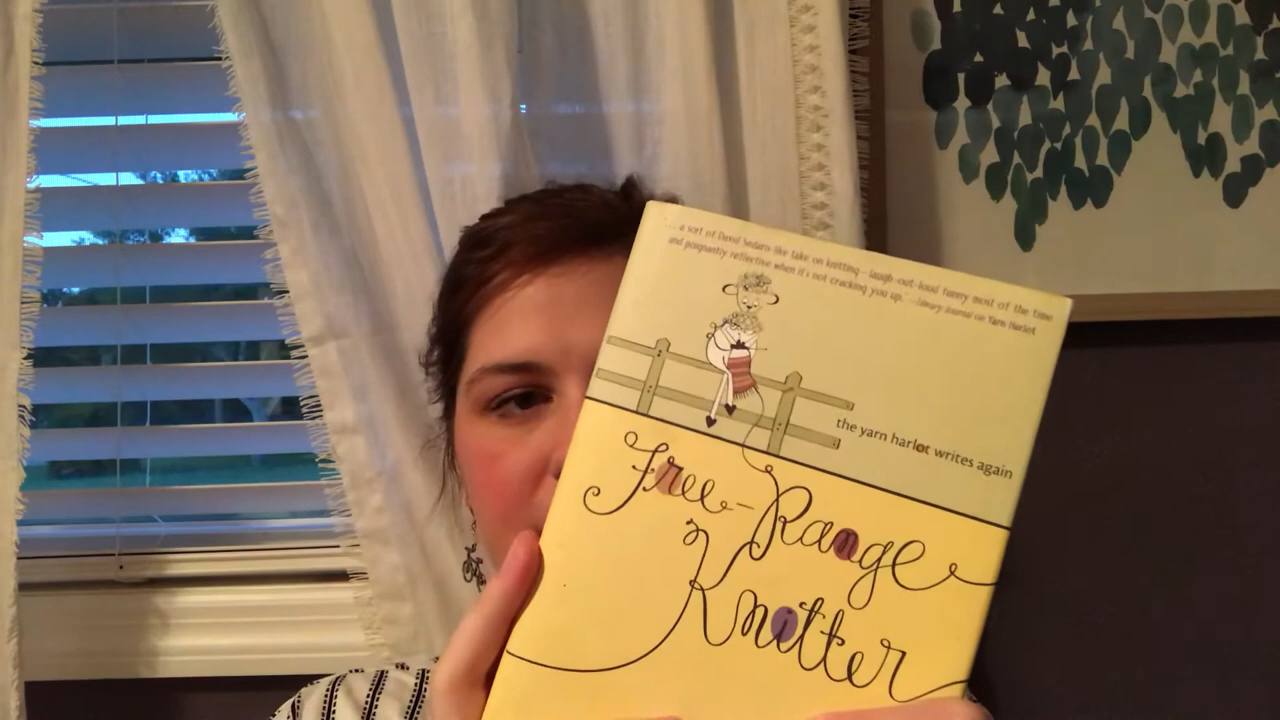 ... a sort of David Sedaris-like take on knitting—laugh-out-loud funny most of the time
and poignantly reflective when it's not cracking you up." —Library Journal on Yarn Harlot
the yarn harlot writes again
Free-Range
Knitter